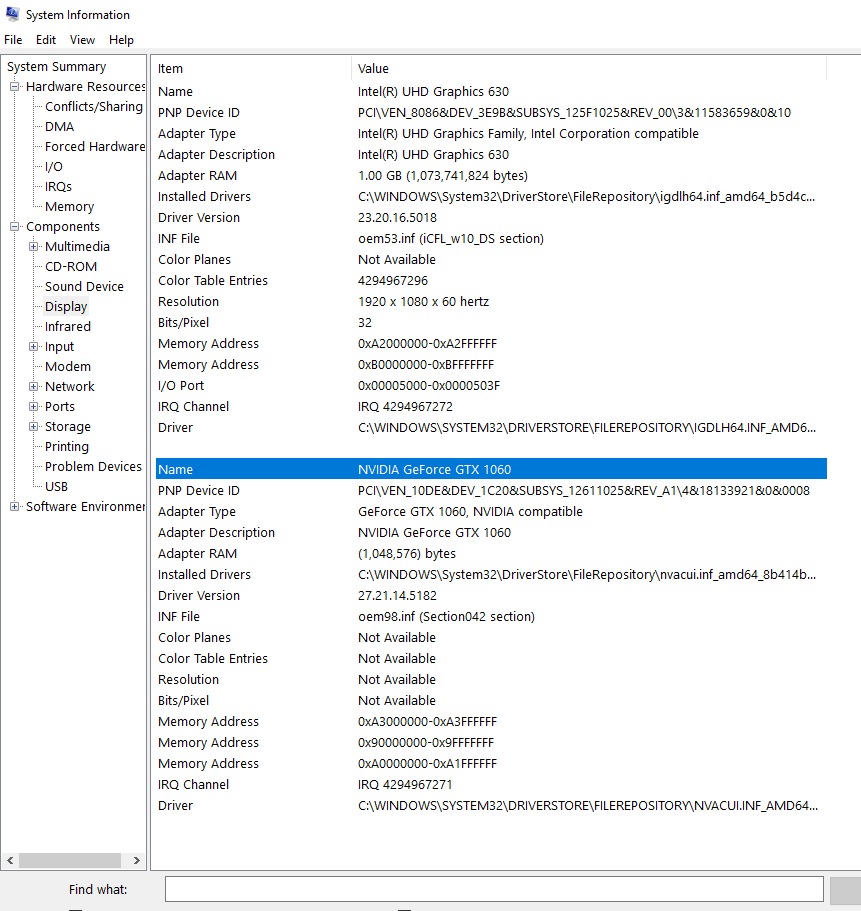 System Information
File Edit View Help
System Summary
Hardware Resources
Conflicts/Sharing
DMA
Forced Hardware
I/O
IRQs
Memory
Components
Multimedia
CD-ROM
Sound Device
Display
Infrared
Input
Modem
Network
Ports
Storage
Printing
Problem Devices
USB
Software Environmer
Item Value
Name Intel(R) UHD Graphics 630
PNP Device ID PCI\VEN_8086&DEV_3E9B&SUBSYS_125F1025&REV_00\3&11583659&0&10
Adapter Type Intel(R) UHD Graphics Family, Intel Corporation compatible
Adapter Description Intel(R) UHD Graphics 630
Adapter RAM 1.00 GB (1,073,741,824 bytes)
Installed Drivers C:\WINDOWS\System32\DriverStore\FileRepository\igdlh64.inf_amd64_b5d4c...
Driver Version 23.20.16.5018
INF File oem53.inf (iCFL_w10_DS section)
Color Planes Not Available
Color Table Entries 4294967296
Resolution 1920 x 1080 x 60 hertz
Bits/Pixel 32
Memory Address 0xA2000000-0xA2FFFFFF
Memory Address 0xB0000000-0xBFFFFFFF
I/O Port 0x00005000-0x0000503F
IRQ Channel IRQ 4294967272
Driver C:\WINDOWS\SYSTEM32\DRIVERSTORE\FILEREPOSITORY\IGDLH64.INF_AMD6...
Name NVIDIA GeForce GTX 1060
PNP Device ID PCI\VEN_10DE&DEV_1C20&SUBSYS_12611025&REV_A1\4&18133921&0&0008
Adapter Type GeForce GTX 1060, NVIDIA compatible
Adapter Description NVIDIA GeForce GTX 1060
Adapter RAM (1,048,576) bytes
Installed Drivers C:\WINDOWS\System32\DriverStore\FileRepository\nvacui.inf_amd64_8b414b...
Driver Version 27.21.14.5182
INF File oem98.inf (Section042 section)
Color Planes Not Available
Color Table Entries Not Available
Resolution Not Available
Bits/Pixel Not Available
Memory Address 0xA3000000-0xA3FFFFFF
Memory Address 0x90000000-0x9FFFFFFF
Memory Address 0xA0000000-0xA1FFFFFF
IRQ Channel IRQ 4294967271
Driver C:\WINDOWS\SYSTEM32\DRIVERSTORE\FILEREPOSITORY\NVACUI.INF_AMD64...
Find what: